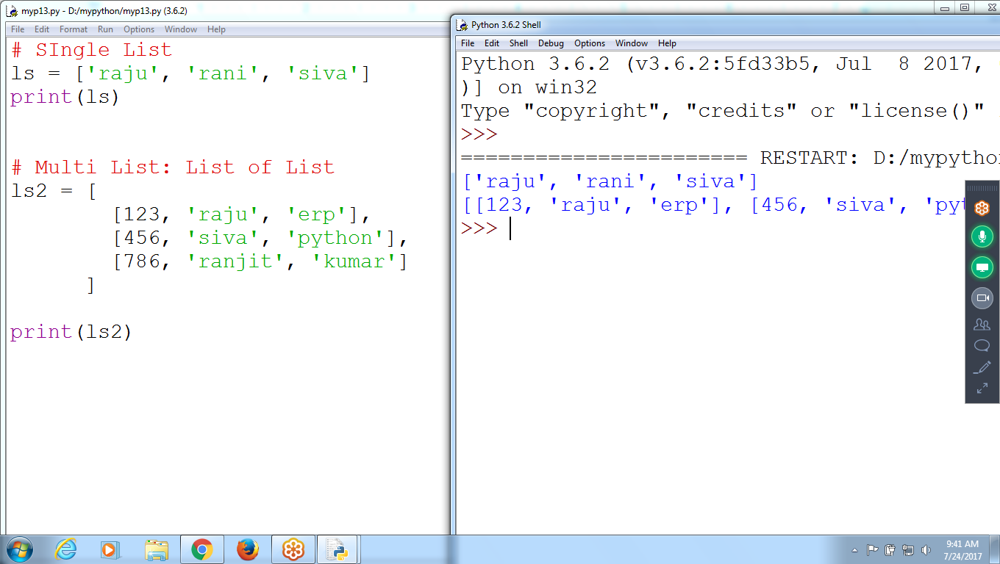 myp13.py - D:/mypython/myp13.py (3.6.2)
File Edit Format Run Options Window Help
# SIngle List
ls = ['raju', 'rani', 'siva']
print(ls)
# Multi List: List of List
ls2 = [
[123, 'raju', 'erp'],
[456, 'siva', 'python'],
[786, 'ranjit', 'kumar']
]
print(ls2)
Python 3.6.2 Shell
File Edit Shell Debug Options Window Help
Python 3.6.2 (v3.6.2:5fd33b5, Jul  8 2017,
)] on win32
Type "copyright", "credits" or "license()"
>>>
======================= RESTART: D:/mypython
['raju', 'rani', 'siva']
[[123, 'raju', 'erp'], [456, 'siva', 'pyt
>>>
9:41 AM
7/24/2017